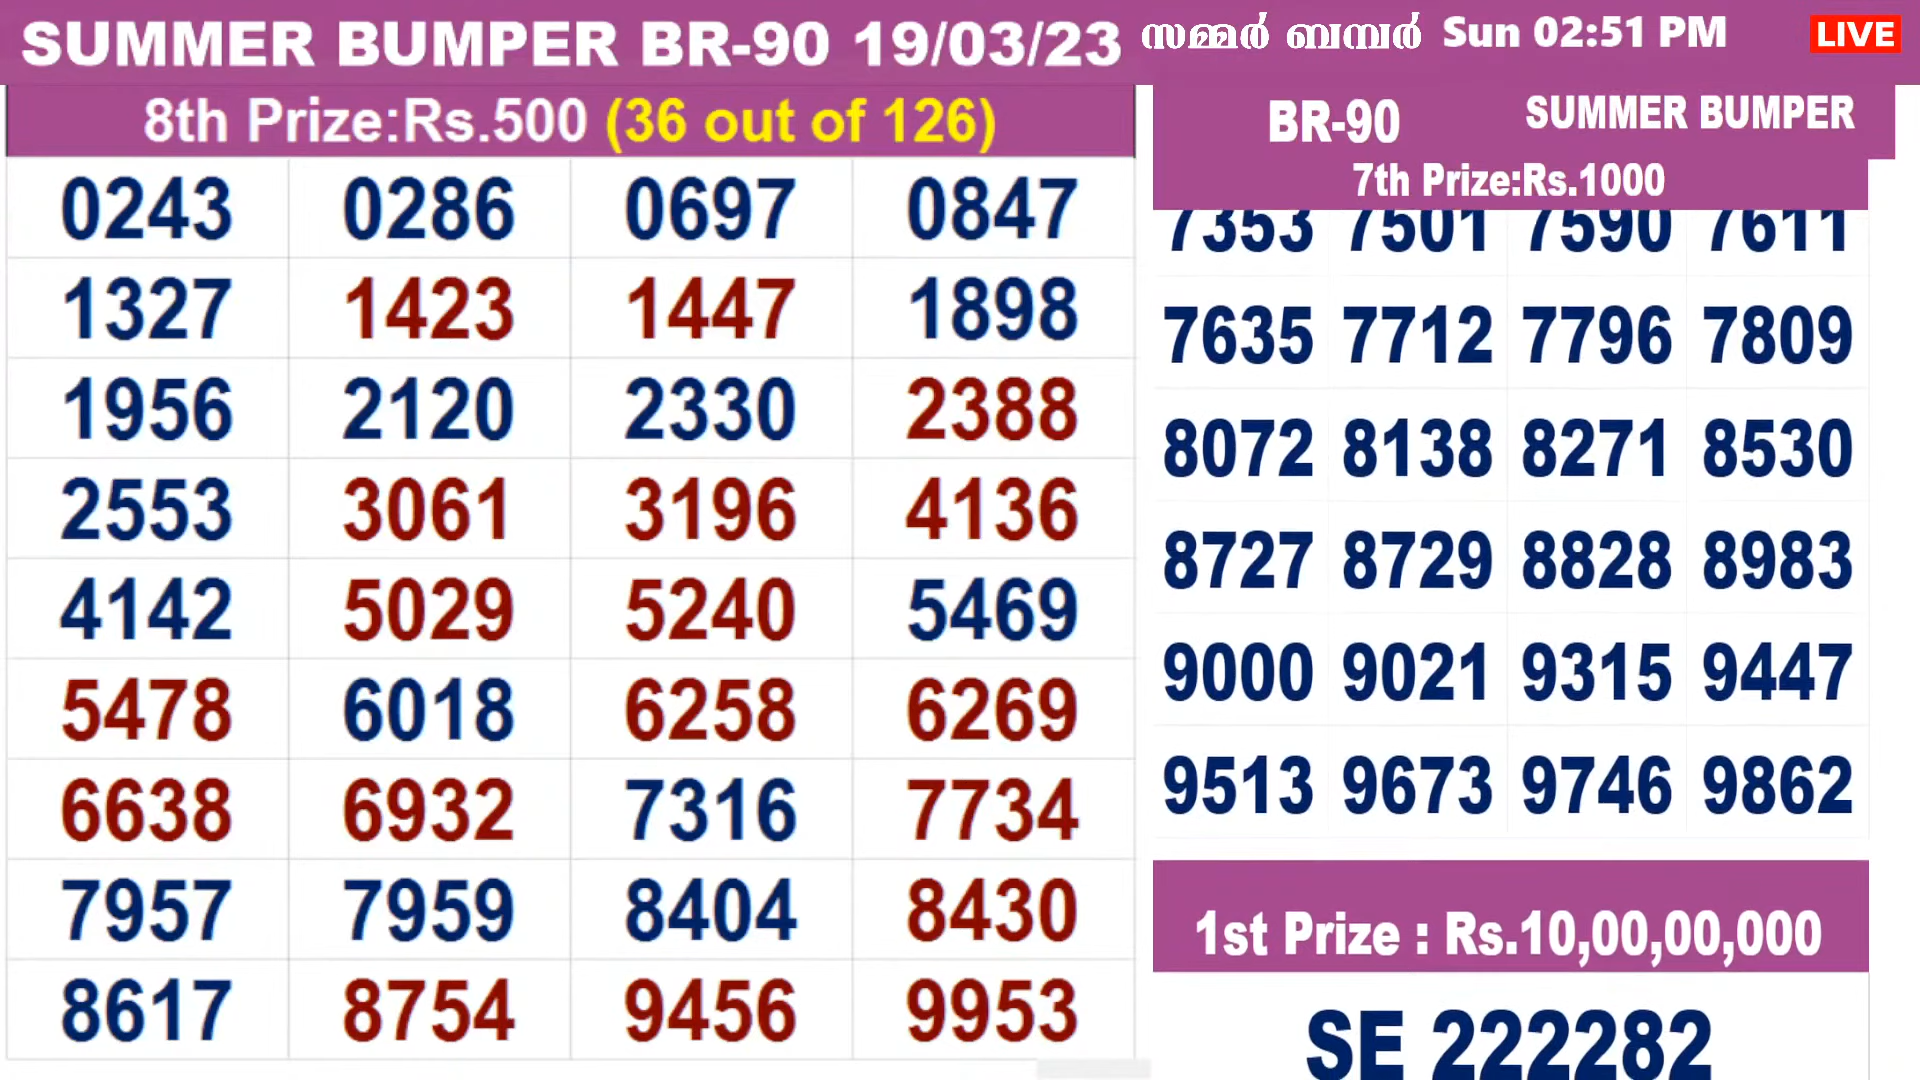 SUMMER BUMPER BR-90 19/03/23
സമ്മർ ബമ്പർ Sun 02:51 PM
LIVE
8th Prize:Rs.500 (36 out of 126)
0243 0286 0697 0847
1327 1423 1447 1898
1956 2120 2330 2388
2553 3061 3196 4136
4142 5029 5240 5469
5478 6018 6258 6269
6638 6932 7316 7734
7957 7959 8404 8430
8617 8754 9456 9953
BR-90 SUMMER BUMPER
7th Prize:Rs.1000
7353 7501 7590 7611
7635 7712 7796 7809
8072 8138 8271 8530
8727 8729 8828 8983
9000 9021 9315 9447
9513 9673 9746 9862
1st Prize : Rs.10,00,00,000
SE 222282